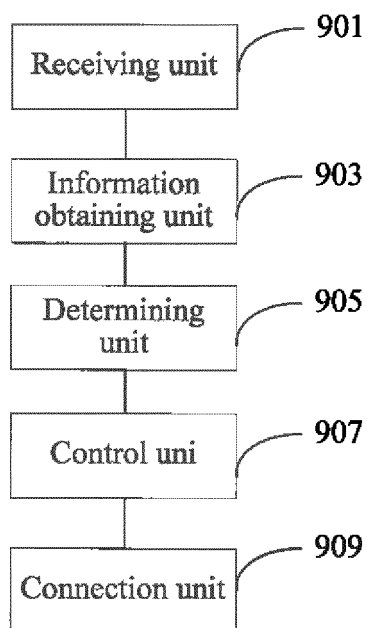 901
Receiving unit
903
Information
obtaining unit
905
Determining
unit
907
Control uni
909
Connection unit